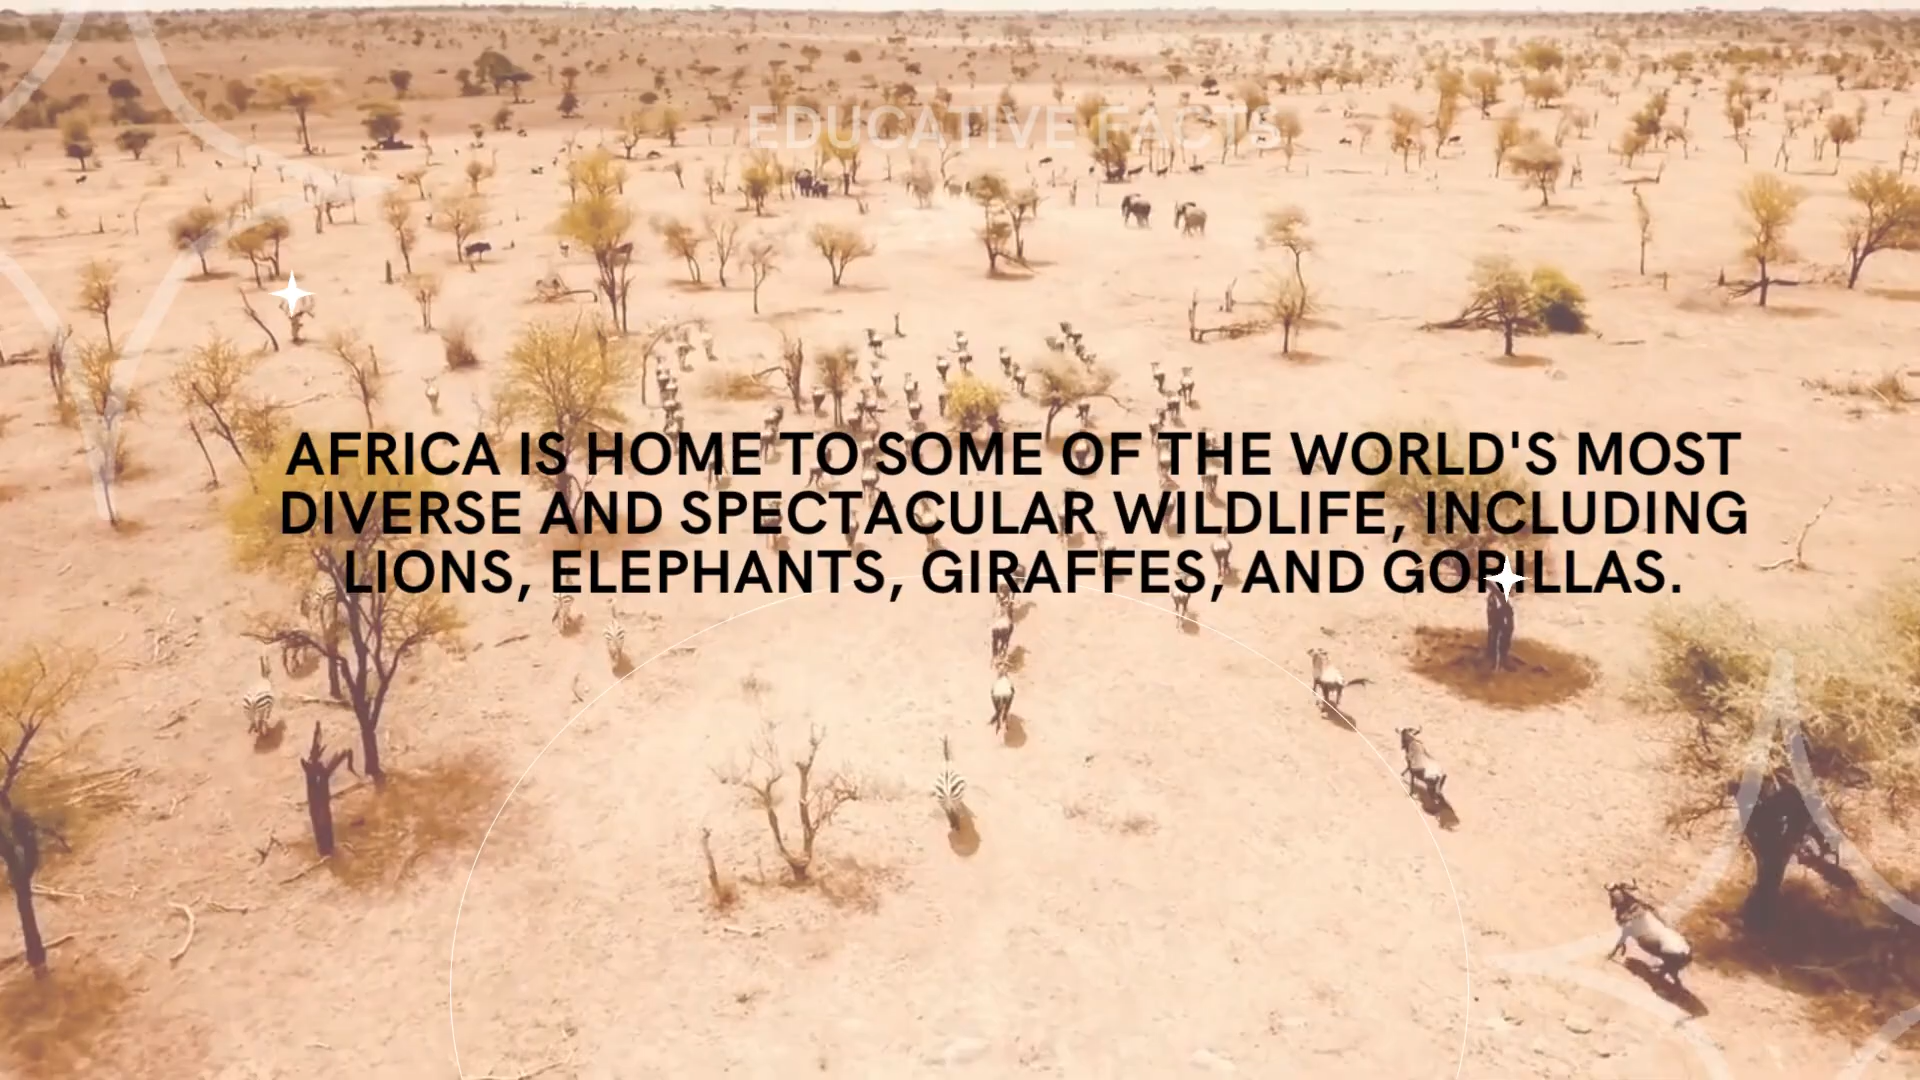 EDUCATIVE FACTS
AFRICA IS HOME TO SOME OF THE WORLD'S MOST
DIVERSE AND SPECTACULAR WILDLIFE, INCLUDING
LIONS, ELEPHANTS, GIRAFFES, AND GORILLAS.